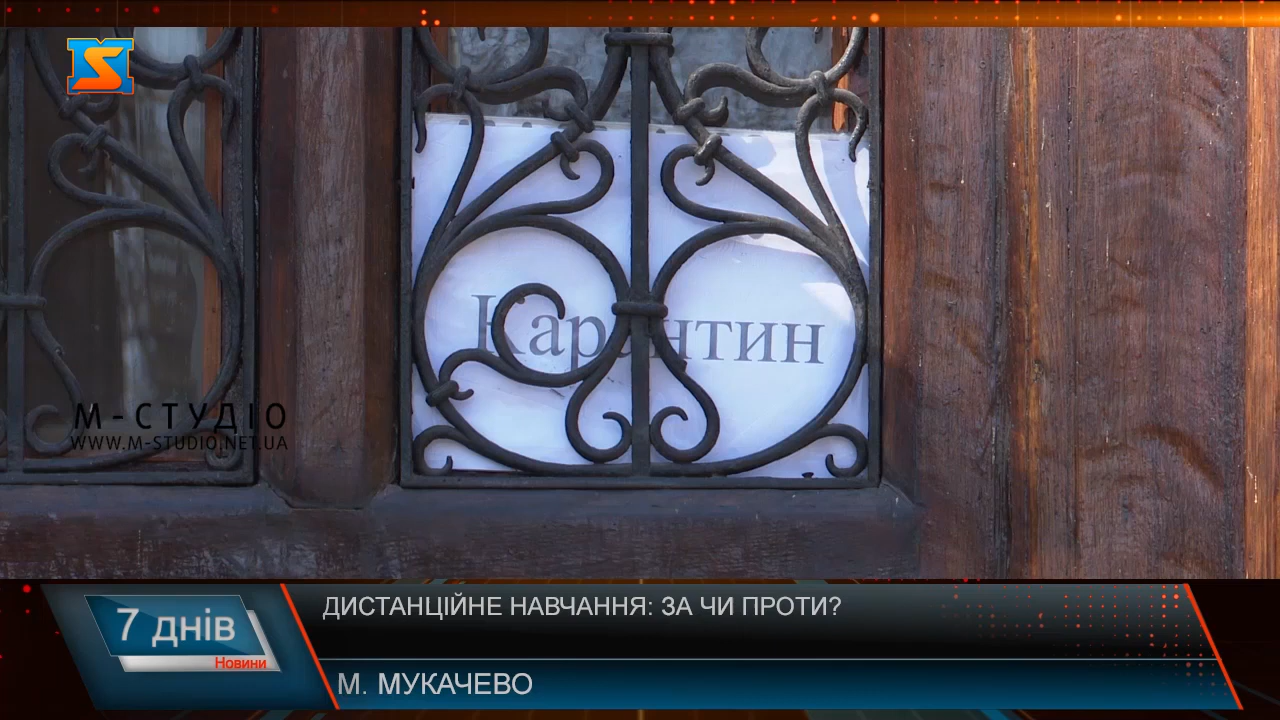 Карантин
М-СТУДІО
WWW.M-STUDIO.NET.UA
7 днів
Новини
ДИСТАНЦІЙНЕ НАВЧАННЯ: ЗА ЧИ ПРОТИ?
М. МУКАЧЕВО